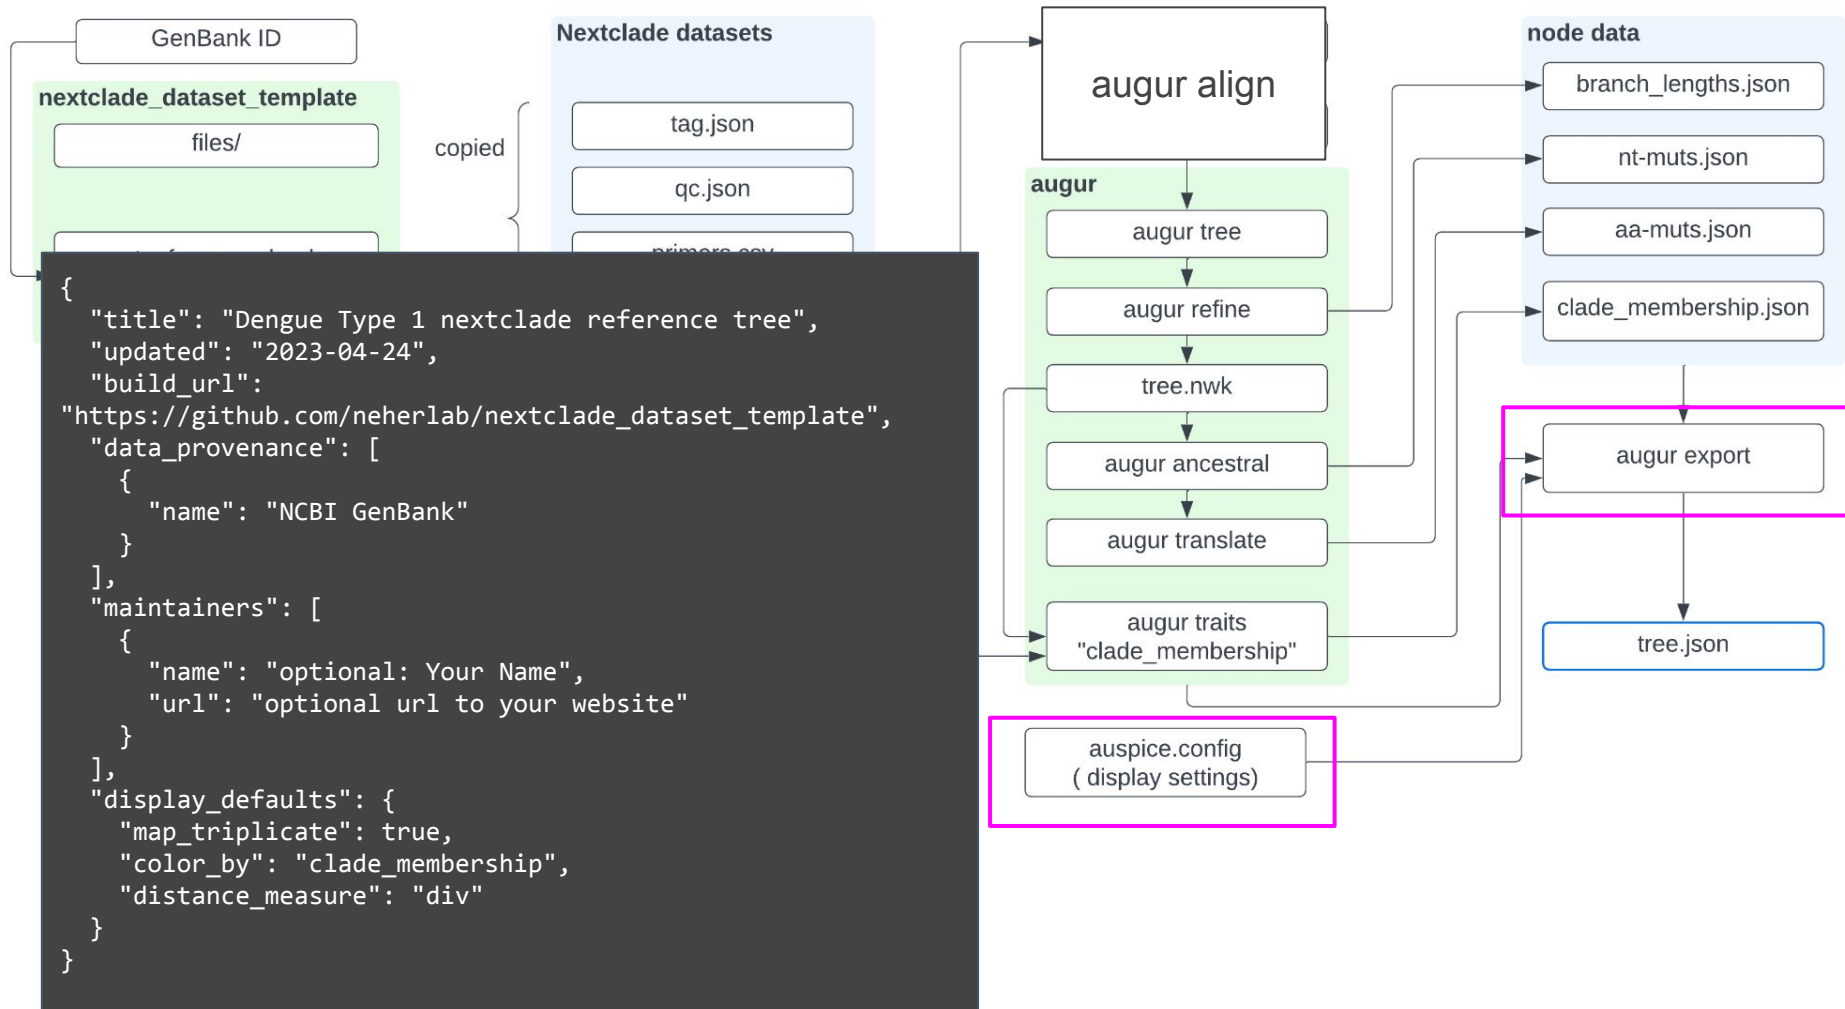 GenBank ID
nextclade_dataset_template
files/
copied
Nextclade datasets
tag.json
qc.json
primers.csv
{
  "title": "Dengue Type 1 nextclade reference tree",
  "updated": "2023-04-24",
  "build_url":
"https://github.com/neherlab/nextclade_dataset_template",
  "data_provenance": [
    {
      "name": "NCBI GenBank"
    }
  ],
  "maintainers": [
    {
      "name": "optional: Your Name",
      "url": "optional url to your website"
    }
  ],
  "display_defaults": {
    "map_triplicate": true,
    "color_by": "clade_membership",
    "distance_measure": "div"
  }
}
augur align
augur
augur tree
augur refine
tree.nwk
augur ancestral
augur translate
augur traits
"clade_membership"
auspice.config
( display settings)
node data
branch_lengths.json
nt-muts.json
aa-muts.json
clade_membership.json
augur export
tree.json